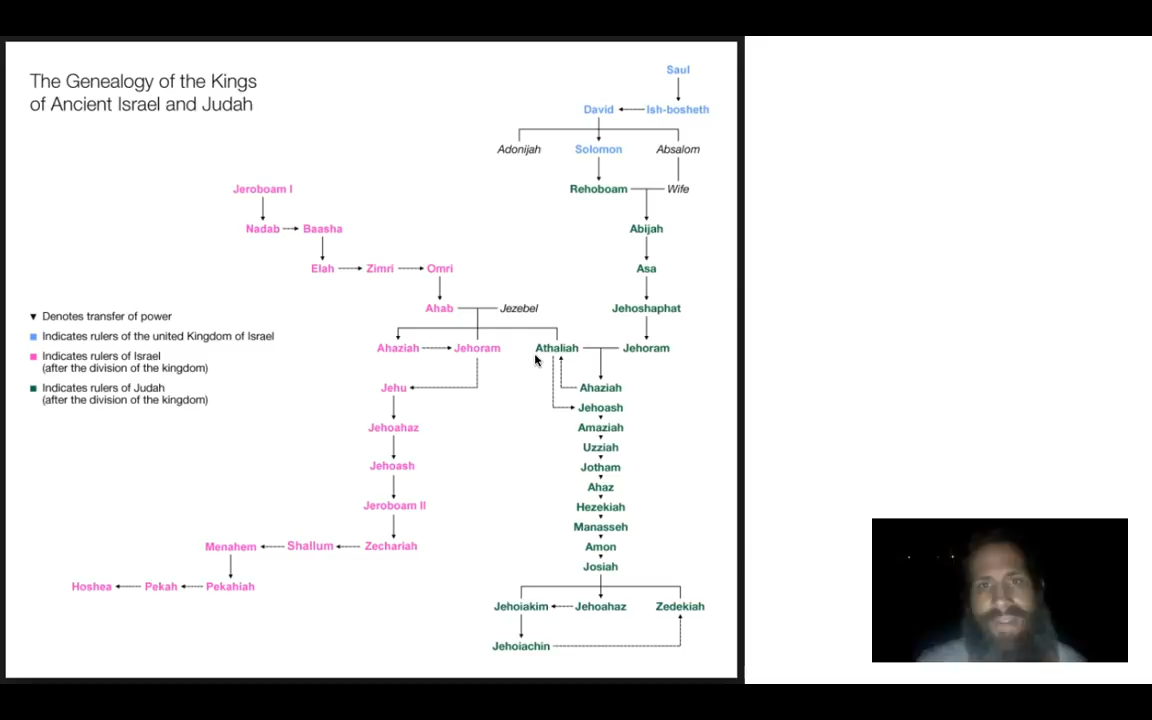 The Genealogy of the Kings
of Ancient Israel and Judah
Saul
David
Ish-bosheth
Adonijah
Solomon
Absalom
Jeroboam I
Rehoboam
Wife
Nadab
Baasha
Abijah
Elah
Zimri
Omri
Asa
Ahab
Jezebel
Jehoshaphat
Denotes transfer of power
Indicates rulers of the united Kingdom of Israel
Indicates rulers of Israel
(after the division of the kingdom)
Indicates rulers of Judah
(after the division of the kingdom)
Ahaziah
Jehoram
Athaliah
Jehoram
Jehu
Ahaziah
Jehoash
Jehoahaz
Amaziah
Uzziah
Jehoash
Jotham
Ahaz
Jeroboam II
Hezekiah
Manasseh
Menahem
Shallum
Zechariah
Amon
Josiah
Hoshea
Pekah
Pekahiah
Jehoiakim
Jehoahaz
Zedekiah
Jehoiachin